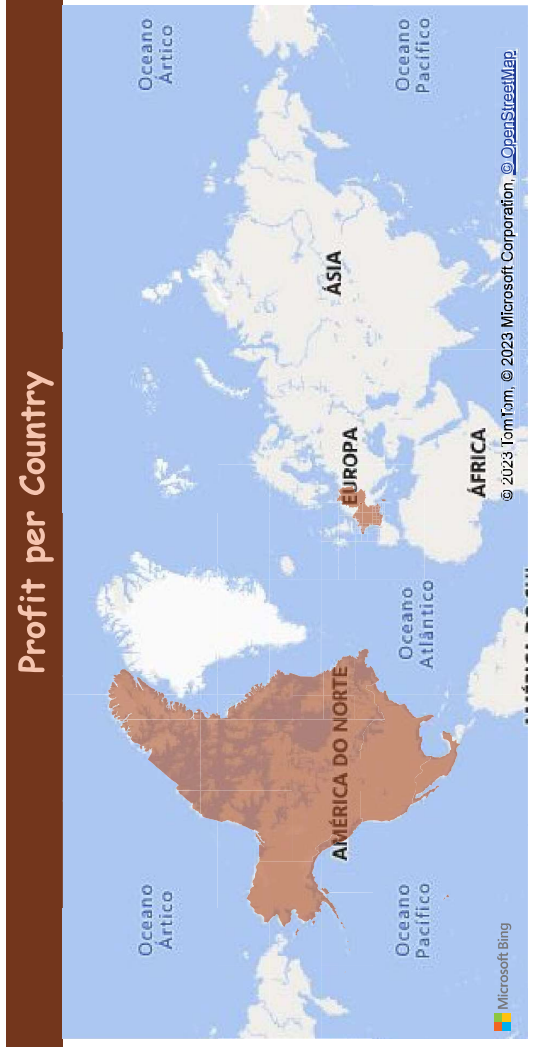 Profit per Country
Oceano
Ártico
Oceano
Ártico
AMÉRICA DO NORTE
EUROPA
ÁSIA
Oceano
Pacífico
Oceano
Atlântico
ÁFRICA
Oceano
Pacífico
Microsoft Bing
© 2023 TomTom, © 2023 Microsoft Corporation, © OpenStreetMap